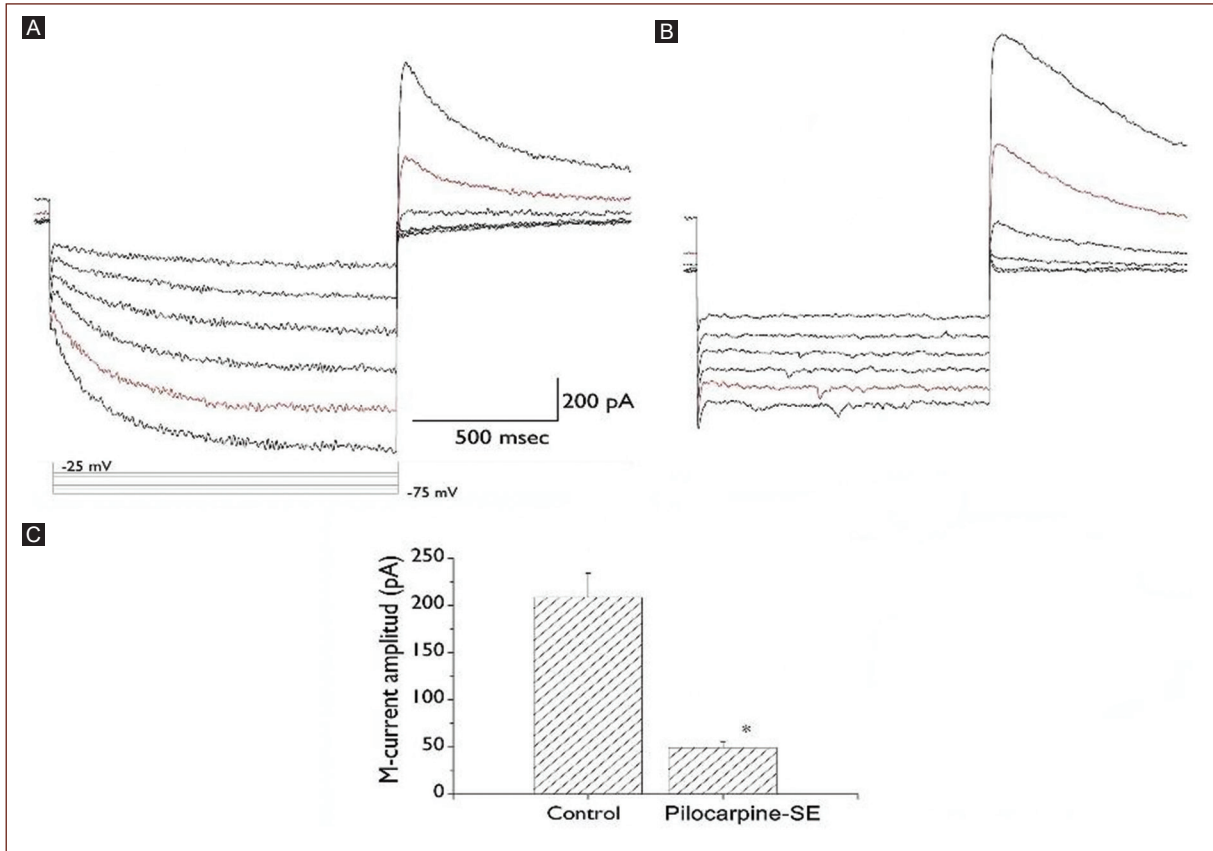 A
B
200 pA
500 msec
-25 mV
-75 mV
C
M-current amplitud (pA)
250
200
150
100
50
0
*
Control
Pilocarpine-SE